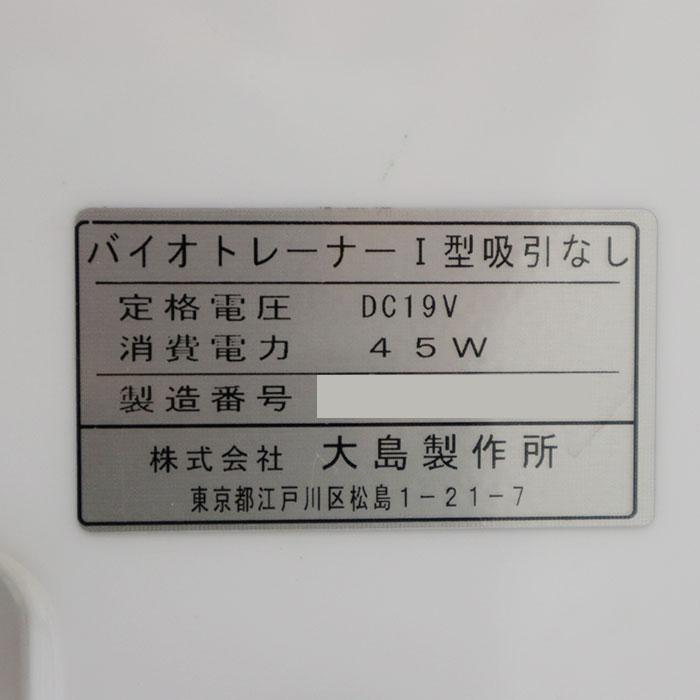 バイオトレーナーI型吸引なし
定格電圧 DC19V
消費電力 45W
製造番号
株式会社 大島製作所
東京都江戸川区松島1-21-7